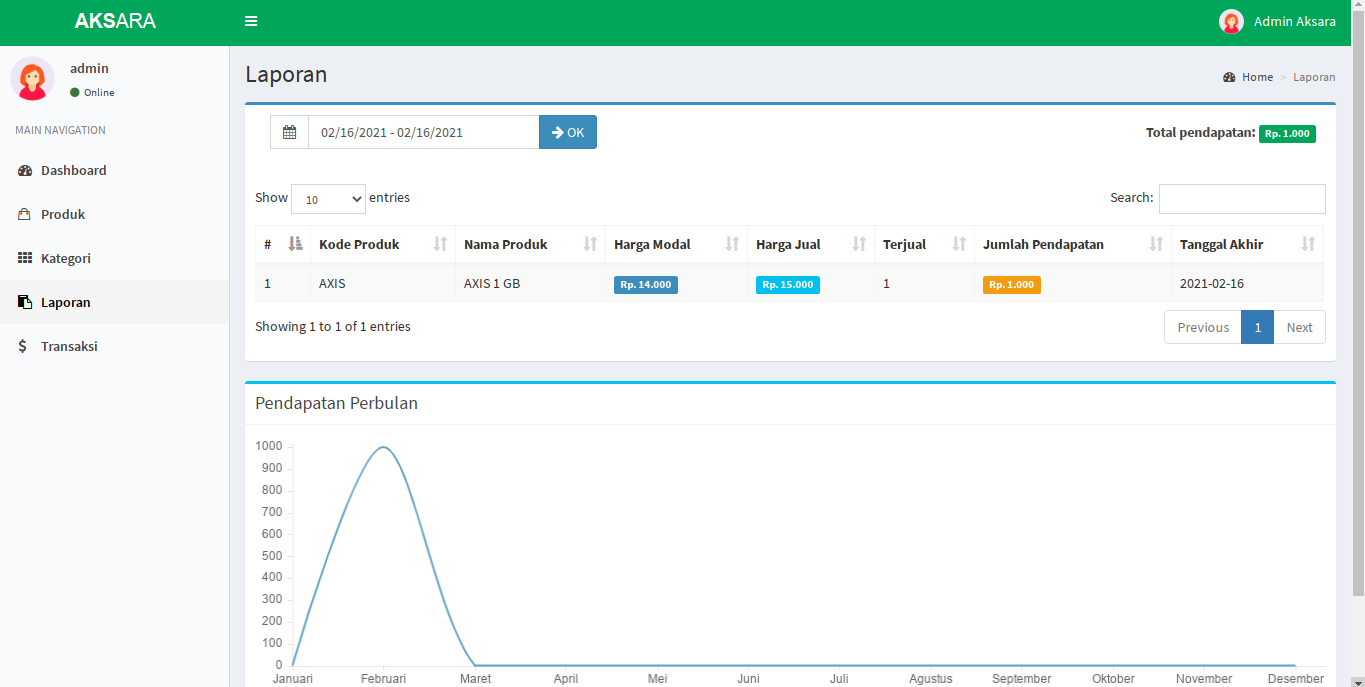 AKSARA
Admin Aksara
admin
Online
MAIN NAVIGATION
Dashboard
Produk
Kategori
Laporan
Transaksi
Laporan
Home > Laporan
02/16/2021 - 02/16/2021
OK
Total pendapatan: Rp. 1.000
Show 10 entries
Search:
# Kode Produk Nama Produk Harga Modal Harga Jual Terjual Jumlah Pendapatan Tanggal Akhir
1 AXIS AXIS 1 GB Rp. 14.000 Rp. 15.000 1 Rp. 1.000 2021-02-16
Showing 1 to 1 of 1 entries
Previous 1 Next
Pendapatan Perbulan
1000
900
800
700
600
500
400
300
200
100
0
Januari Februari Maret April Mei Juni Juli Agustus September Oktober November Desember